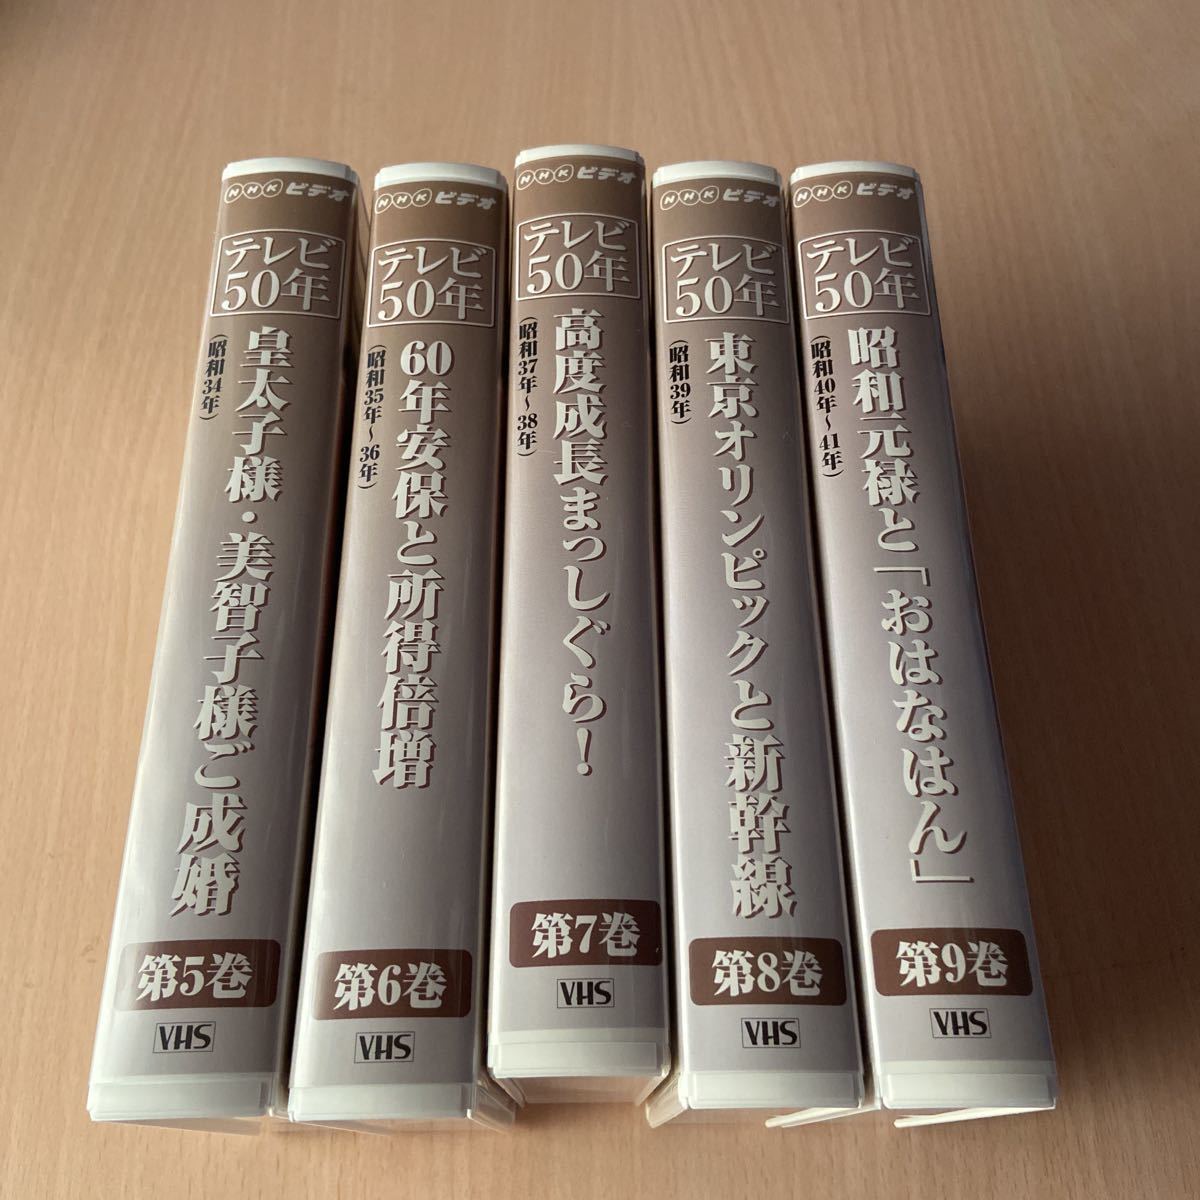 NHKビデオ
テレビ
50年
皇太子様・美智子様ご成婚
(昭和34年)
第5巻
VHS
NHKビデオ
テレビ
50年
60年安保と所得倍増
(昭和35年～36年)
第6巻
VHS
NHKビデオ
テレビ
50年
高度成長まっしぐら!
(昭和37年～38年)
第7巻
VHS
NHKビデオ
テレビ
50年
東京オリンピックと新幹線
(昭和39年)
第8巻
VHS
NHKビデオ
テレビ
50年
昭和元禄と「おはなはん」
(昭和40年～41年)
第9巻
VHS